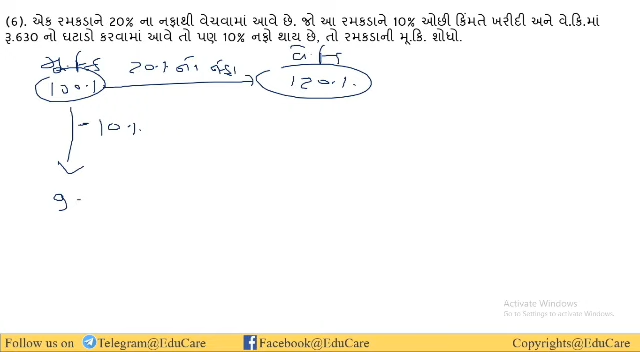 (6). એક રમકડાને 20% ના નફાથી વેચવામાં આવે છે. જો આ રમકડાને 10% ઓછી કિંમતે ખરીદી અને વે.કિ.માં
રૂ.630 નો ઘટાડો કરવામાં આવે તો પણ 10% નફો થાય છે, તો રમકડાની મૂ.કિ. શોધો.
20% નો નફો
100% 120%.
- 10%
9
Activate Windows
Go to Settings to activate Windows.
Follow us on Telegram@EduCare Facebook@EduCare Copyrights@EduCare